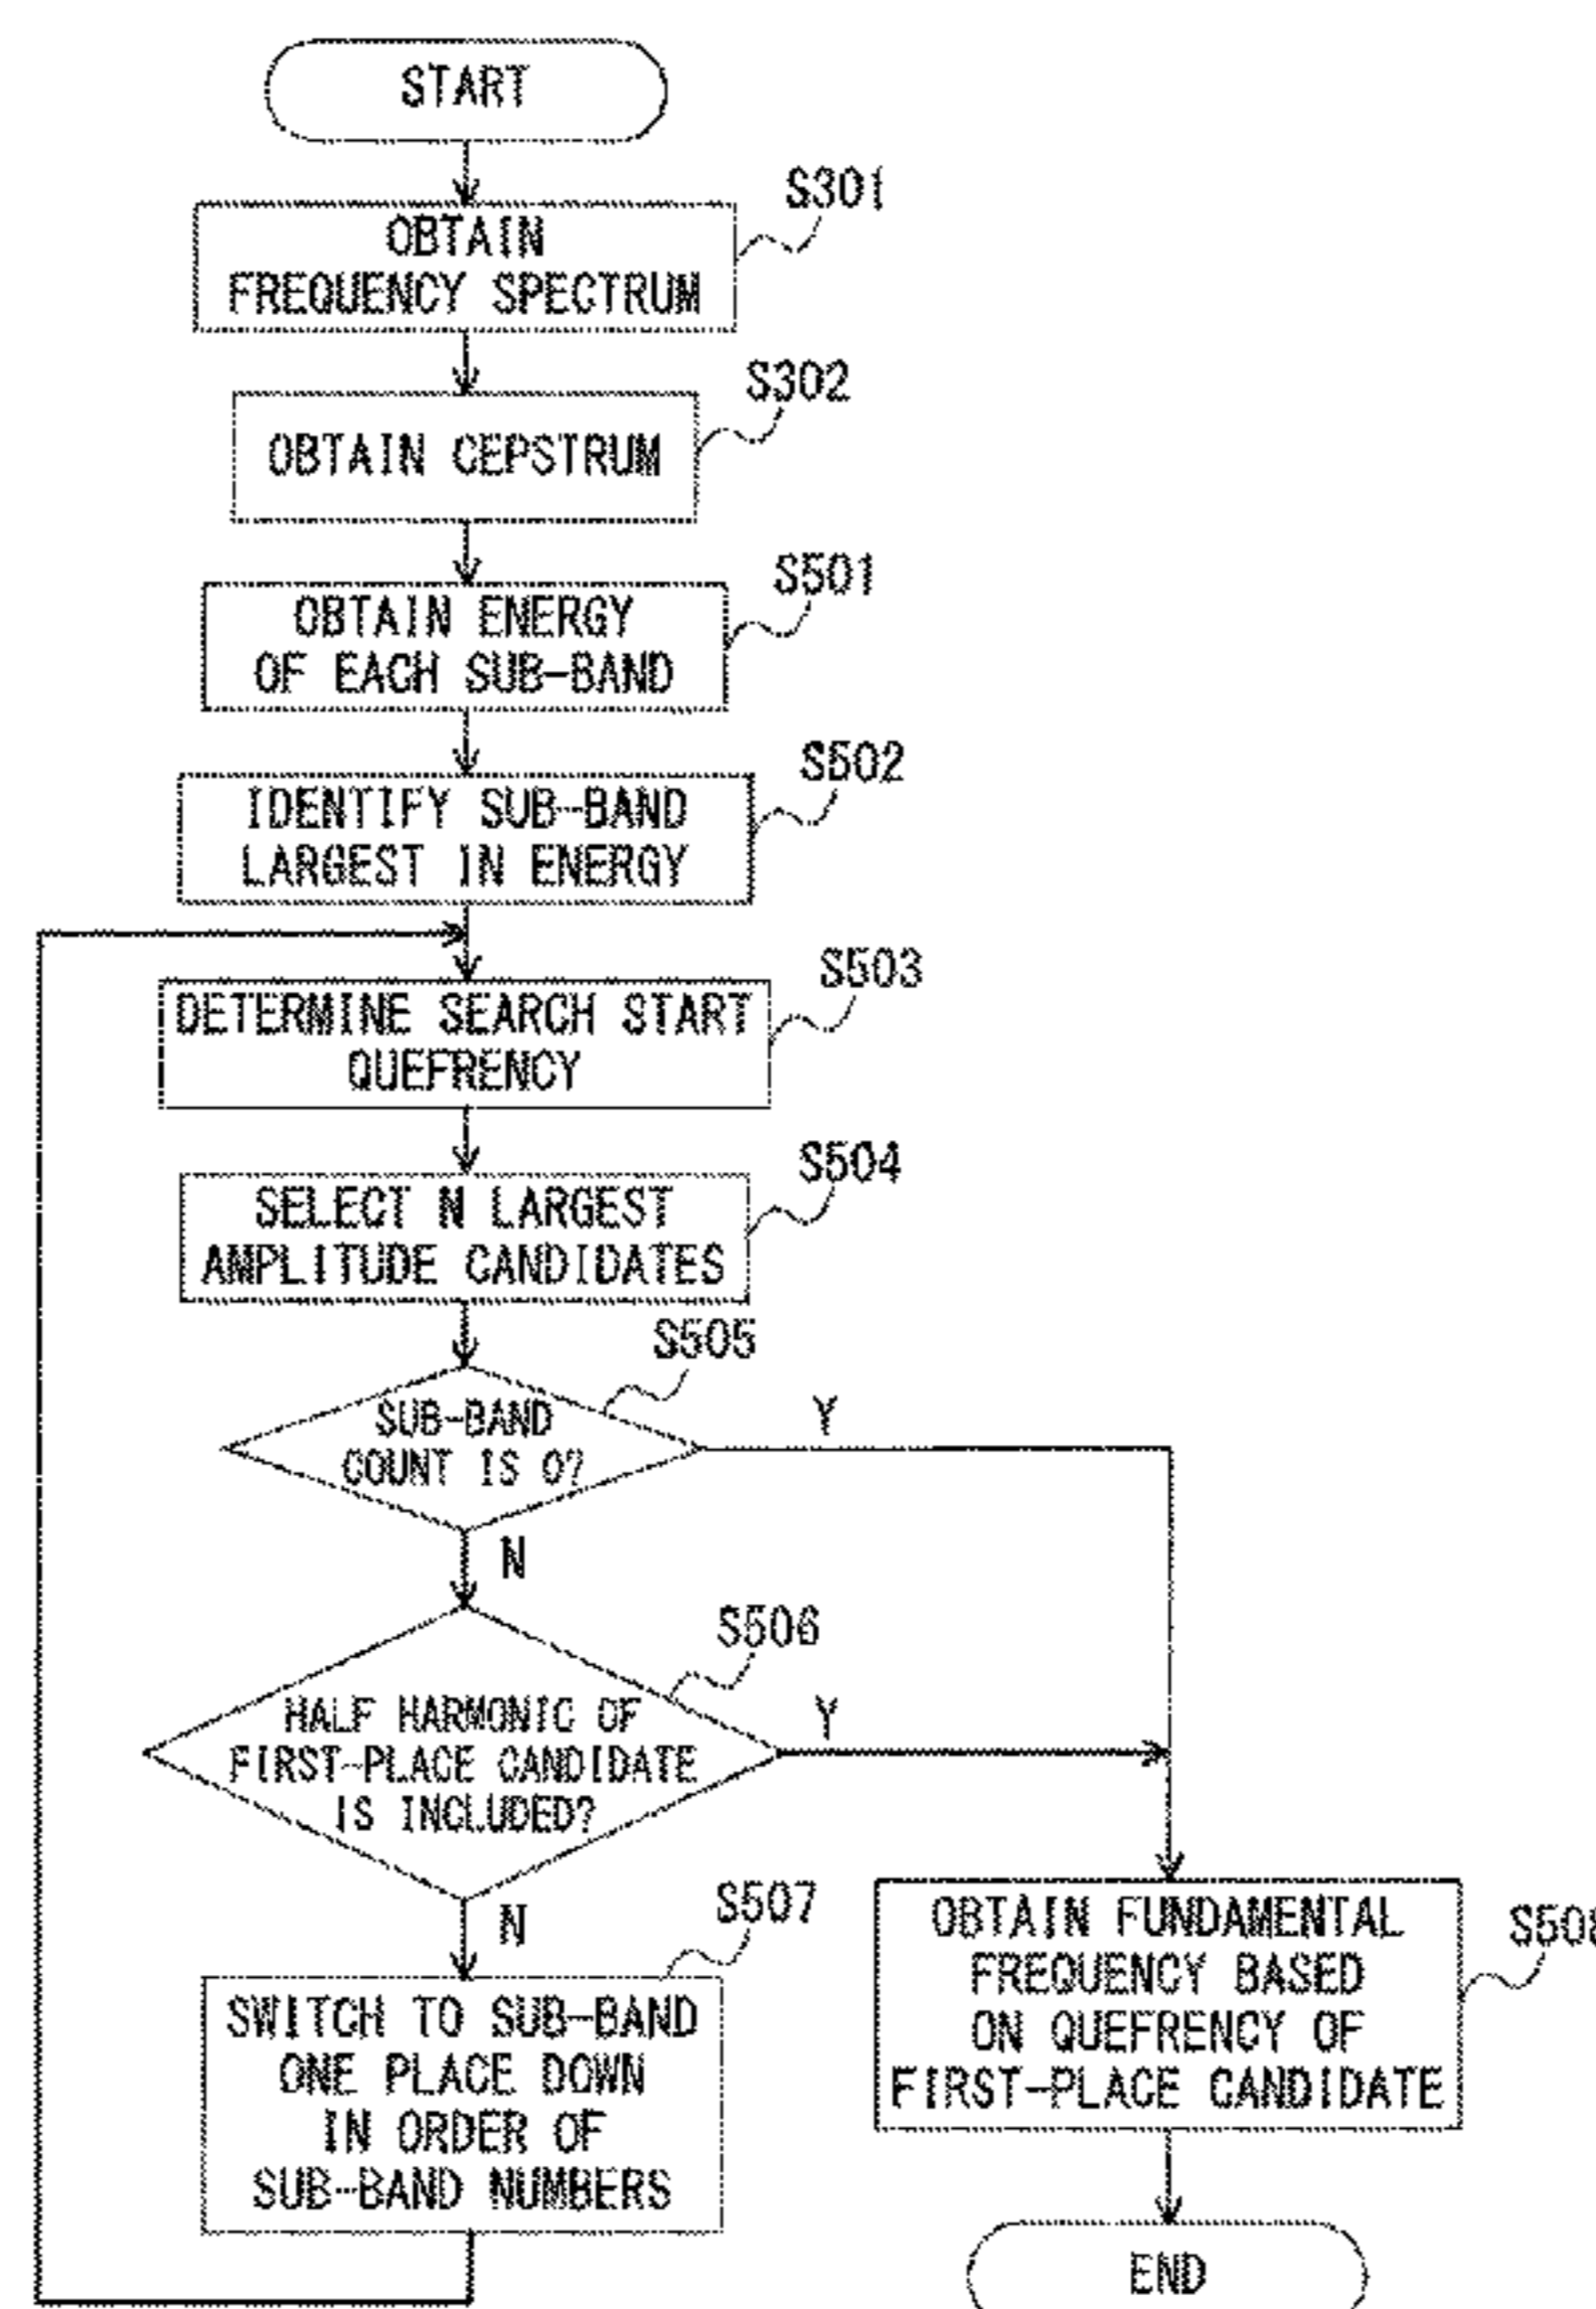 START
S301
OBTAIN
FREQUENCY SPECTRUM
S302
OBTAIN CEPSTRUM
S501
OBTAIN ENERGY
OF EACH SUB-BAND
S502
IDENTIFY SUB-BAND
LARGEST IN ENERGY
S503
DETERMINE SEARCH START
QUEFRENCY
S504
SELECT N LARGEST
AMPLITUDE CANDIDATES
S505
SUB-BAND
COUNT IS 0?
Y
N
S506
HALF HARMONIC OF
FIRST-PLACE CANDIDATE
IS INCLUDED?
Y
N
S507
SWITCH TO SUB-BAND
ONE PLACE DOWN
IN ORDER OF
SUB-BAND NUMBERS
S508
OBTAIN FUNDAMENTAL
FREQUENCY BASED
ON QUEFRENCY OF
FIRST-PLACE CANDIDATE
END